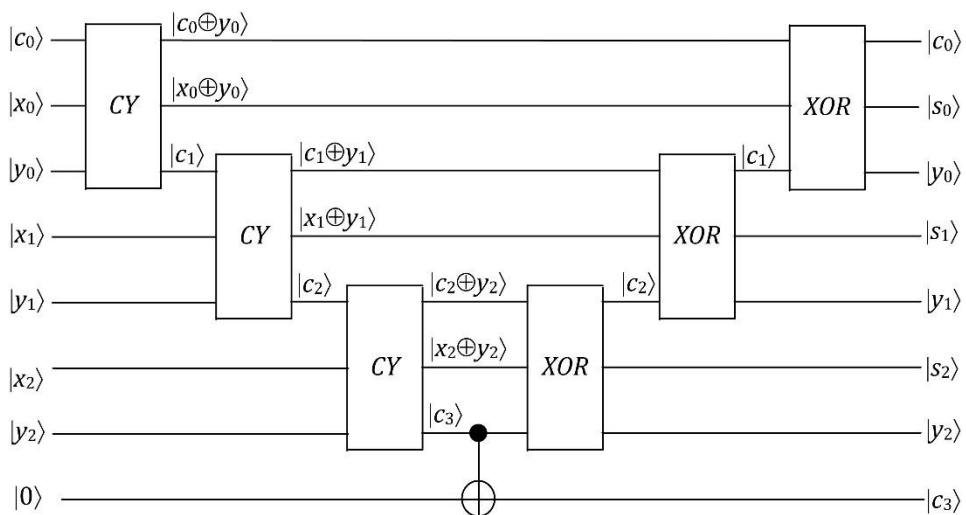 |c₀⟩ |c₀⊕y₀⟩ |c₀⟩
|x₀⟩ CY |x₀⊕y₀⟩ XOR |s₀⟩
|y₀⟩ |c₁⟩ |c₁⊕y₁⟩ |c₁⟩ |y₀⟩
|x₁⟩ CY |x₁⊕y₁⟩ XOR |s₁⟩
|y₁⟩ |c₂⟩ |c₂⊕y₂⟩ |c₂⟩ |y₁⟩
|x₂⟩ CY |x₂⊕y₂⟩ XOR |s₂⟩
|y₂⟩ |c₃⟩ |y₂⟩
|0⟩ |c₃⟩